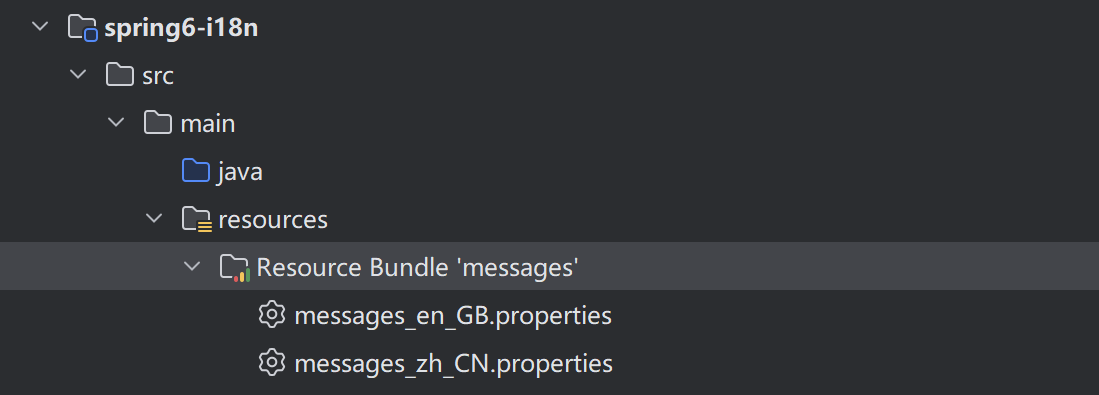 spring6-i18n
src
main
java
resources
Resource Bundle 'messages'
messages_en_GB.properties
messages_zh_CN.properties